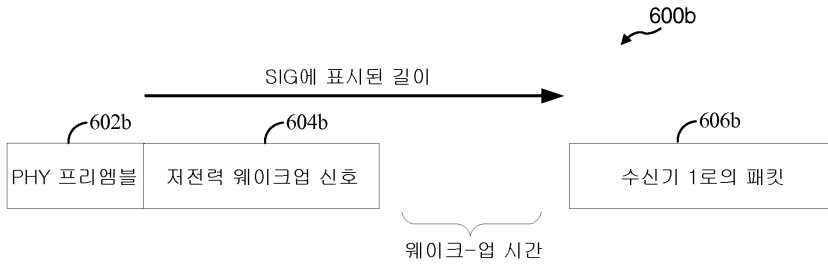 600b
SIG에 표시된 길이
602b
604b
606b
PHY 프리엠블
저전력 웨이크업 신호
수신기 1로의 패킷
웨이크-업 시간